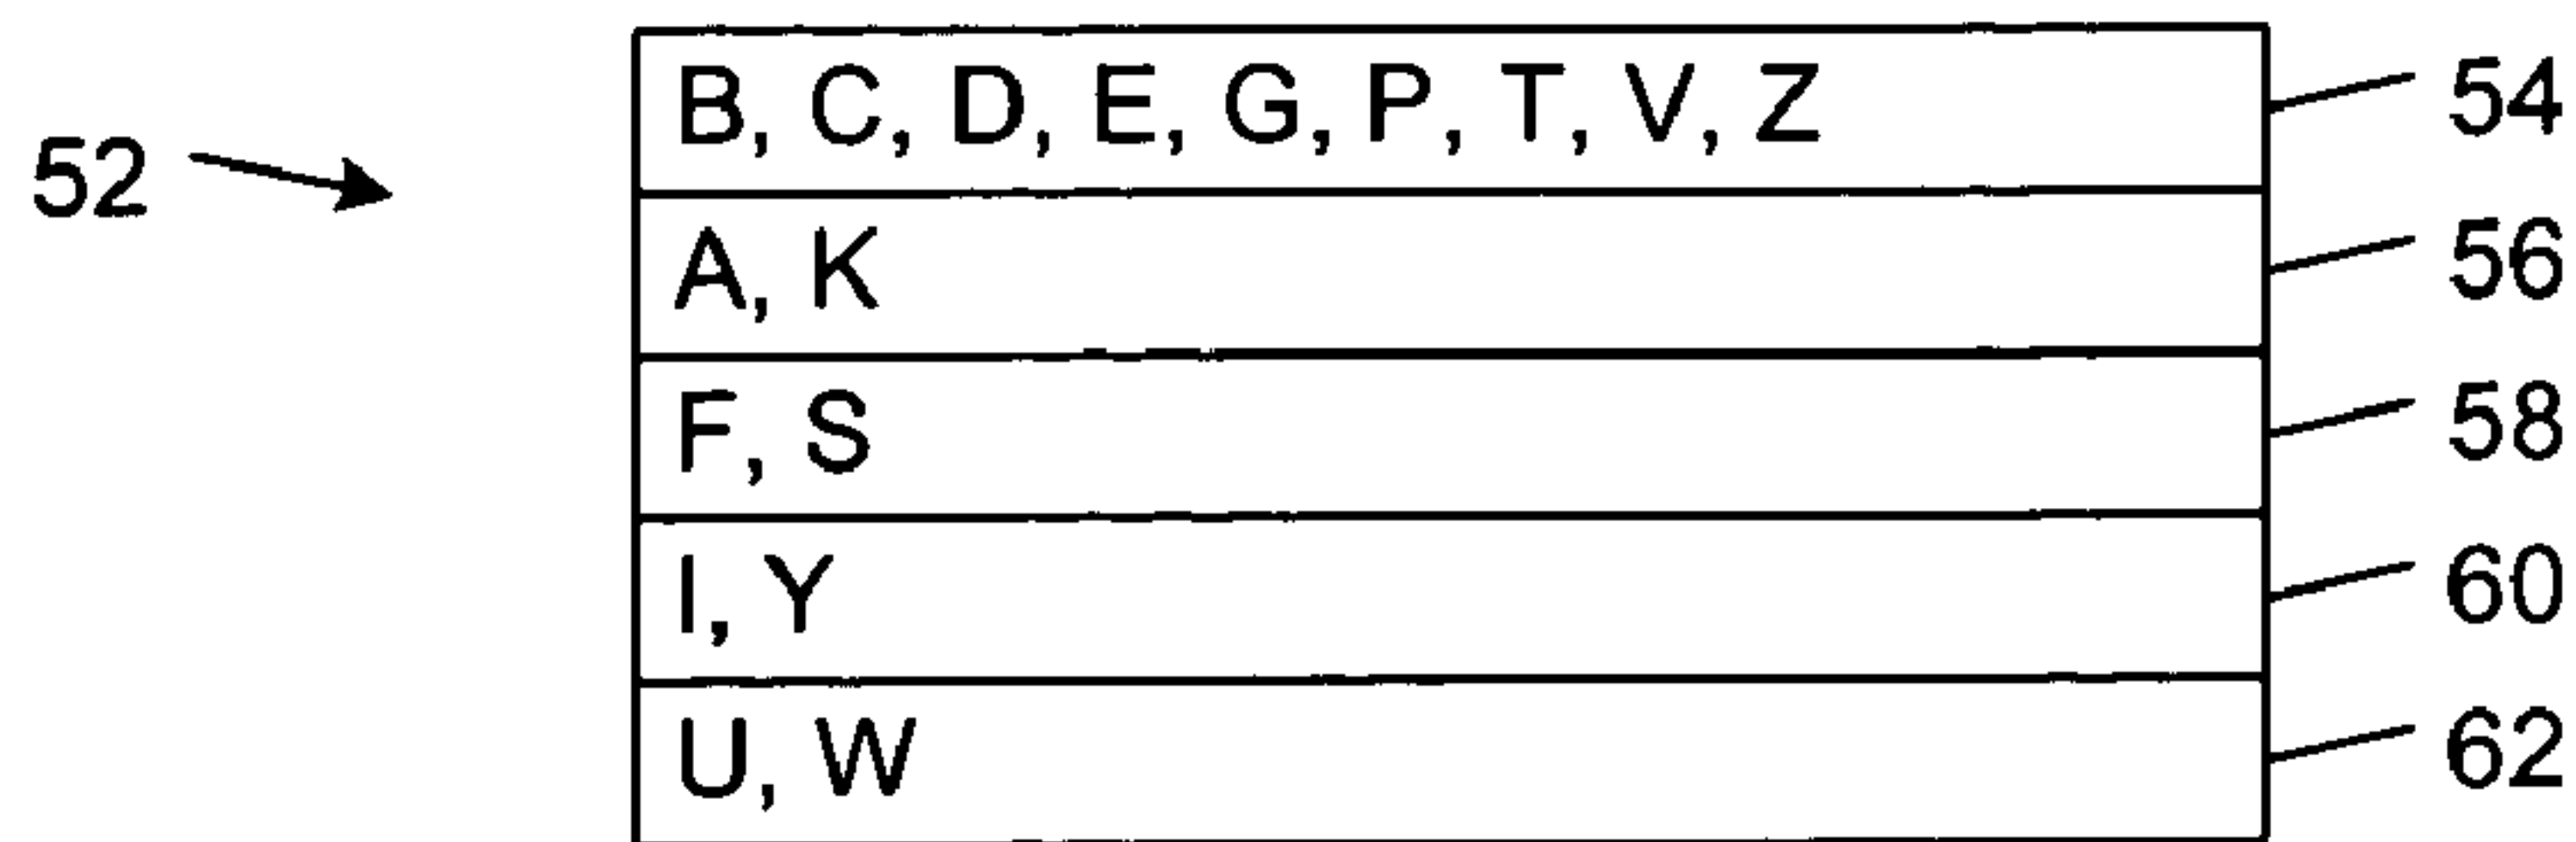 B, C, D, E, G, P, T, V, Z 54
52
A, K 56
F, S 58
I, Y 60
U, W 62